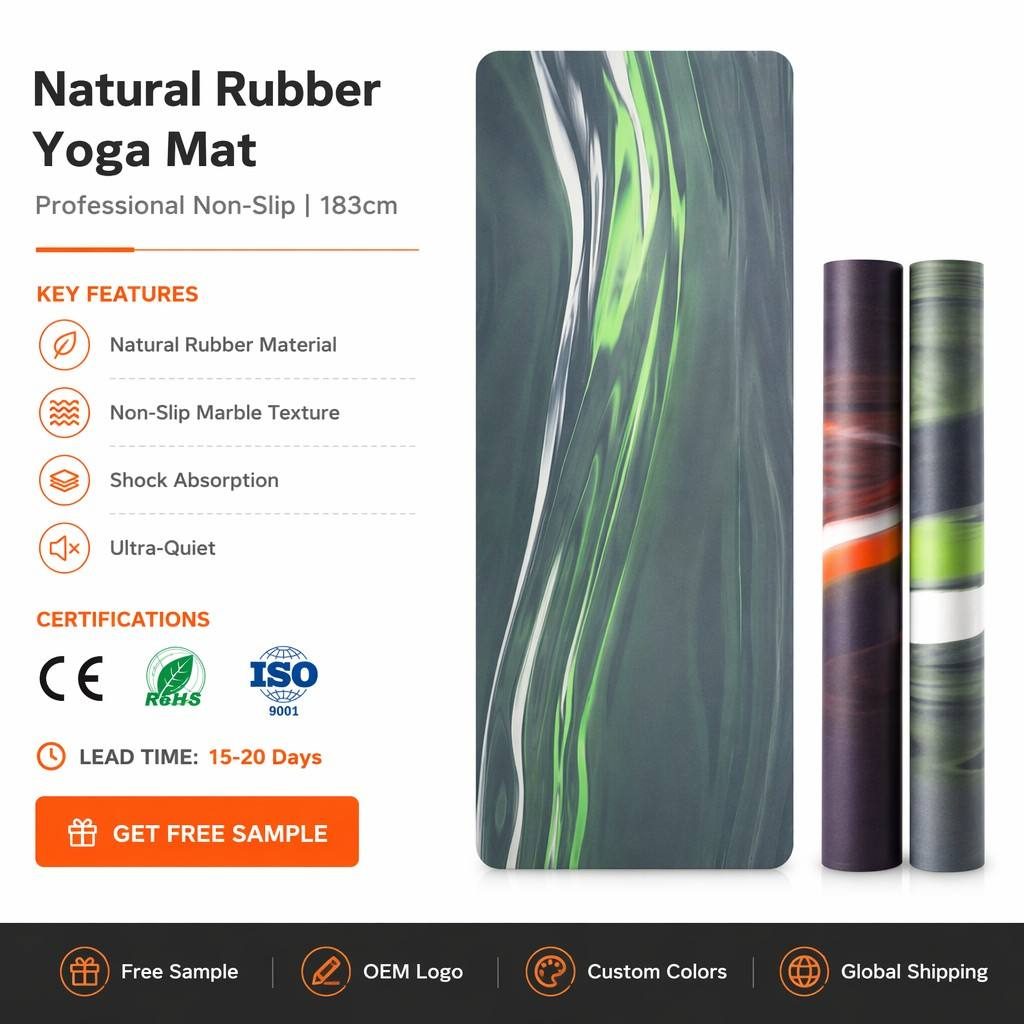 Natural Rubber
Yoga Mat
Professional Non-Slip | 183cm
KEY FEATURES
Natural Rubber Material
Non-Slip Marble Texture
Shock Absorption
Ultra-Quiet
CERTIFICATIONS
CE
RoHS
ISO
9001
LEAD TIME: 15-20 Days
GET FREE SAMPLE
Free Sample
OEM Logo
Custom Colors
Global Shipping